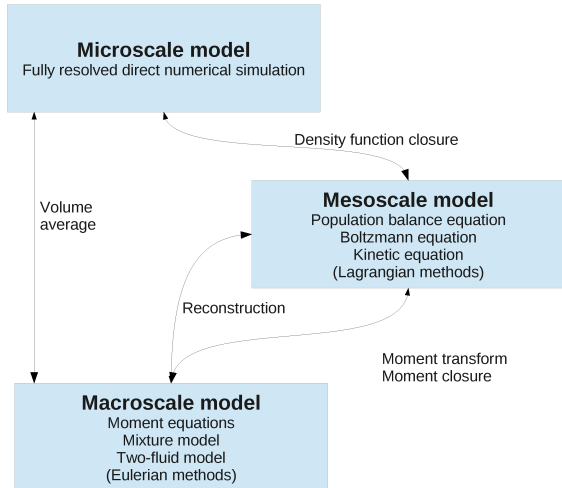 Microscale model
Fully resolved direct numerical simulation
Density function closure
Volume
average
Mesoscale model
Population balance equation
Boltzmann equation
Kinetic equation
(Lagrangian methods)
Reconstruction
Moment transform
Moment closure
Macroscale model
Moment equations
Mixture model
Two-fluid model
(Eulerian methods)